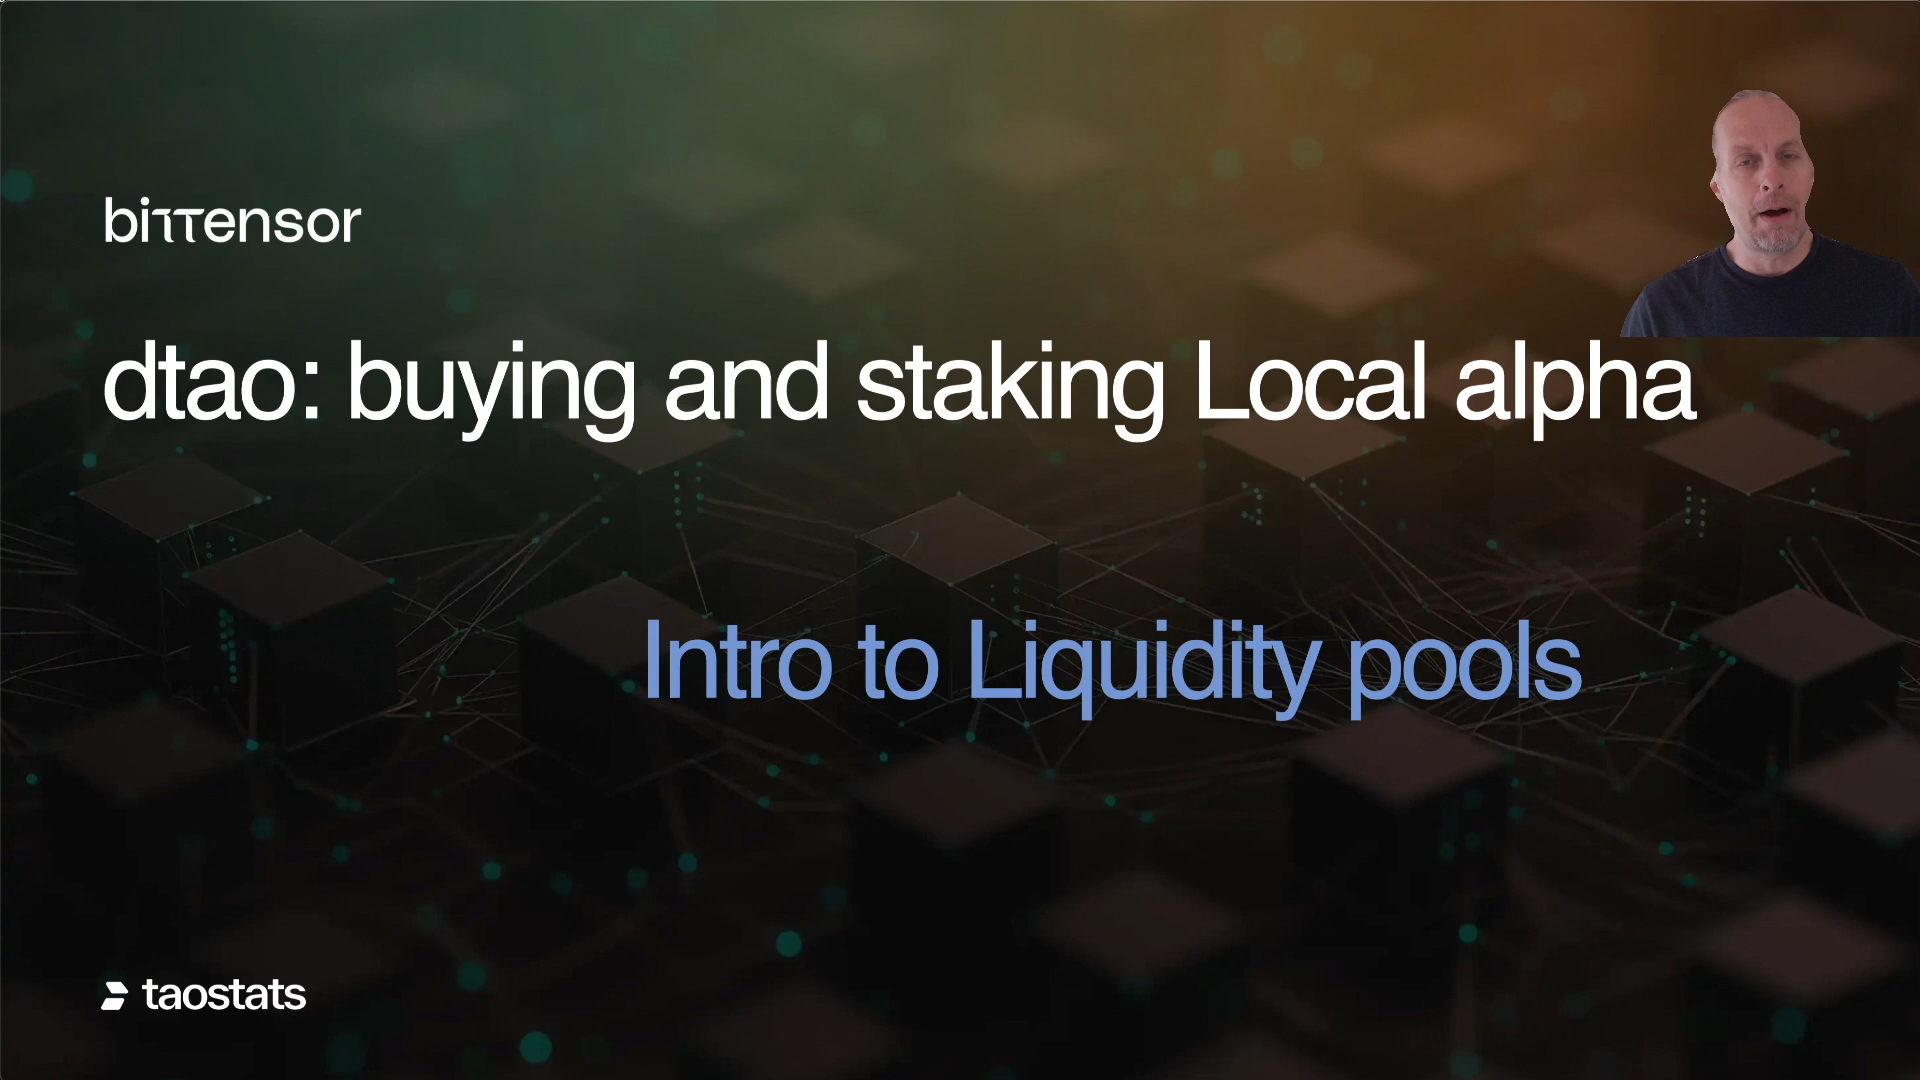 bittensor
dtao: buying and staking Local alpha
Intro to Liquidity pools
taostats